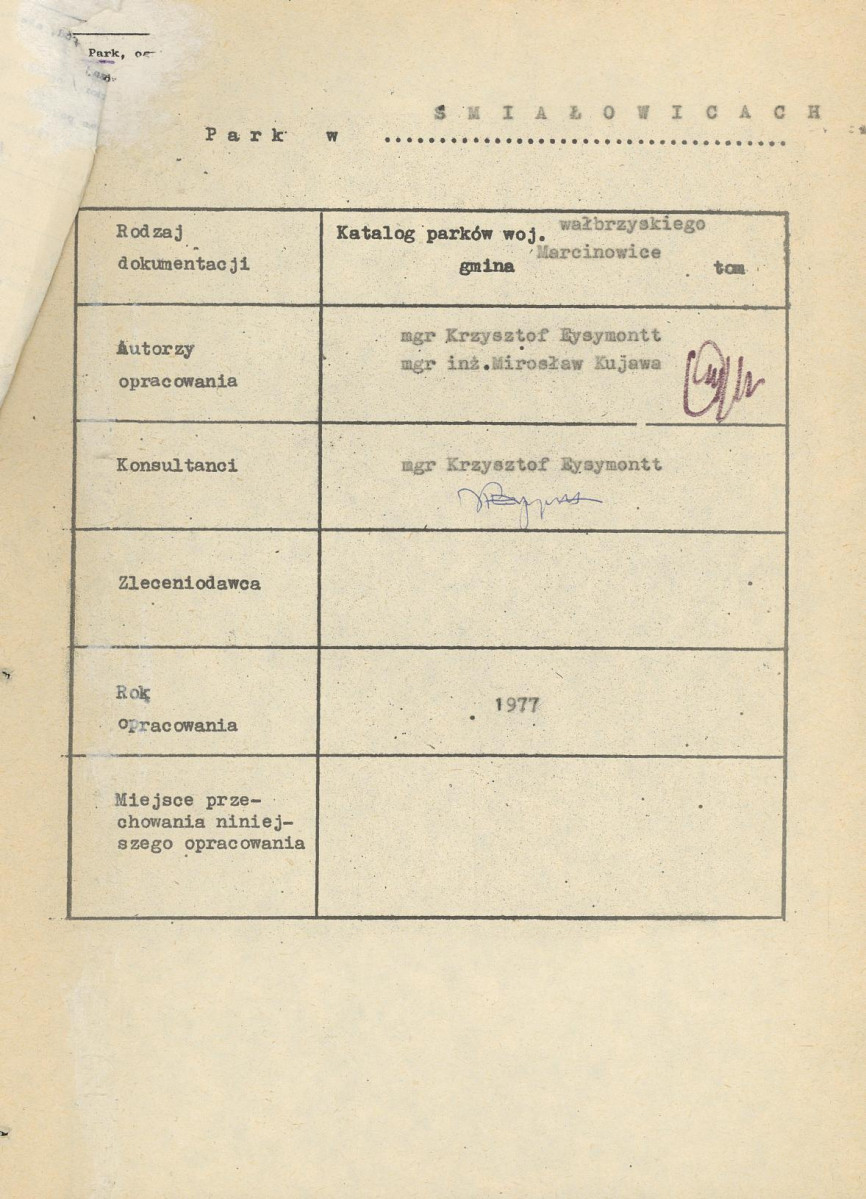 Park,
ŚMIAŁOWICACH
Park w ........................................
Rodzaj
dokumentacji
Katalog parków woj. wałbrzyskiego
gmina Marcinowice tom
Autorzy
opracowania
mgr Krzysztof Eysymontt
mgr inż. Mirosław Kujawa
Konsultanci
mgr Krzysztof Eysymontt
Zleceniodawca
Rok
opracowania
1977
Miejsce prze-
chowania niniej-
szego opracowania